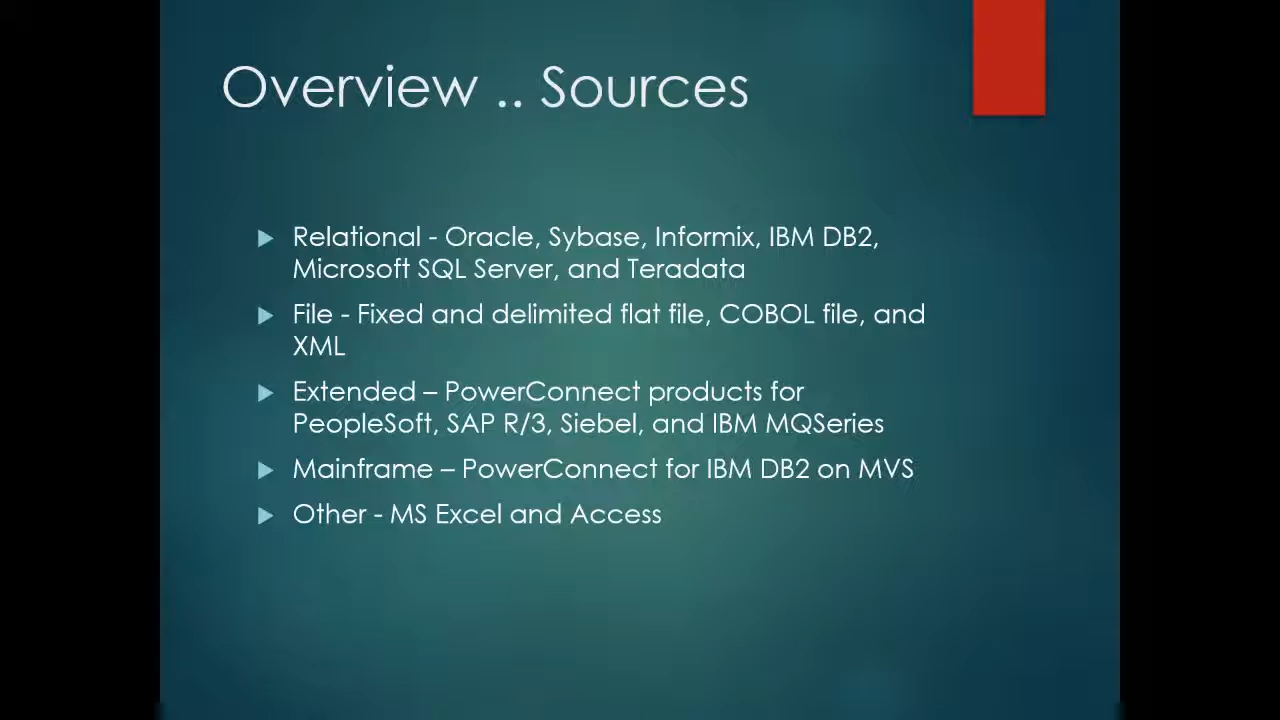 Overview .. Sources
Relational - Oracle, Sybase, Informix, IBM DB2,
Microsoft SQL Server, and Teradata
File - Fixed and delimited flat file, COBOL file, and
XML
Extended – PowerConnect products for
PeopleSoft, SAP R/3, Siebel, and IBM MQSeries
Mainframe – PowerConnect for IBM DB2 on MVS
Other - MS Excel and Access